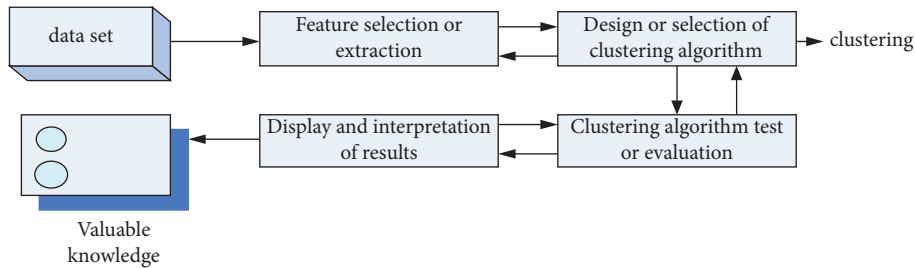 data set
Feature selection or
extraction
Design or selection of
clustering algorithm
clustering
Display and interpretation
of results
Clustering algorithm test
or evaluation
Valuable
knowledge